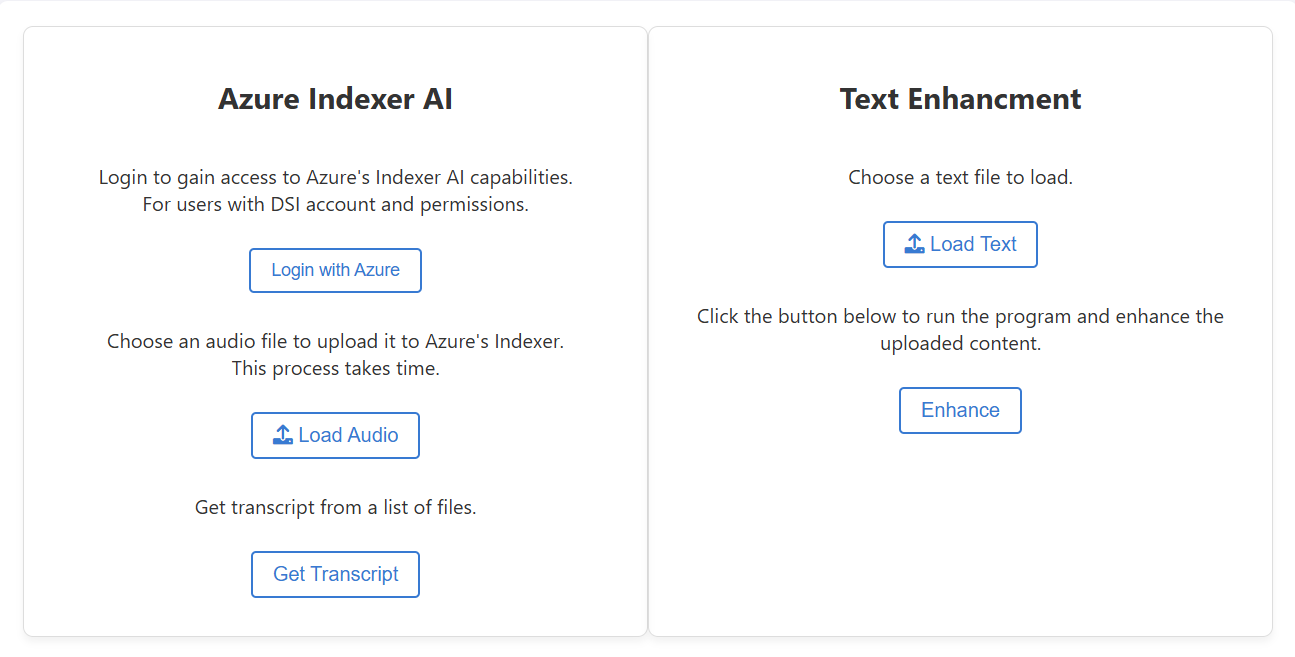 Azure Indexer AI
Login to gain access to Azure's Indexer AI capabilities.
For users with DSI account and permissions.
Login with Azure
Choose an audio file to upload it to Azure's Indexer.
This process takes time.
Load Audio
Get transcript from a list of files.
Get Transcript
Text Enhancment
Choose a text file to load.
Load Text
Click the button below to run the program and enhance the
uploaded content.
Enhance